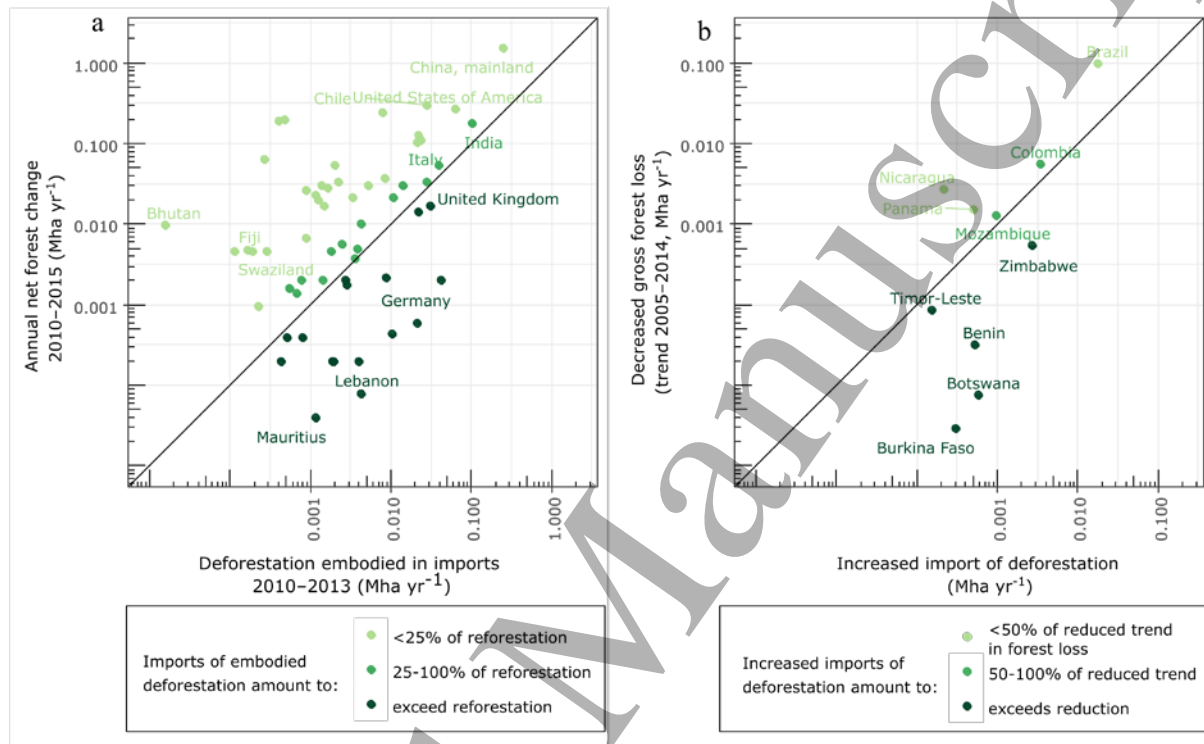 a
Annual net forest change
2010–2015 (Mha yr-1)
1.000
0.100
0.010
0.001
China, mainland
Chile
United States of America
India
Italy
United Kingdom
Bhutan
Fiji
Swaziland
Germany
Lebanon
Mauritius
0.001
0.010
0.100
1.000
Deforestation embodied in imports
2010–2013 (Mha yr-1)
Imports of embodied
deforestation amount to:
<25% of reforestation
25-100% of reforestation
exceed reforestation
b
Decreased gross forest loss
(trend 2005–2014, Mha yr-1)
0.100
0.010
0.001
Brazil
Colombia
Nicaragua
Panama
Mozambique
Zimbabwe
Timor-Leste
Benin
Botswana
Burkina Faso
0.001
0.010
0.100
Increased import of deforestation
(Mha yr-1)
Increased imports of
deforestation amount to:
<50% of reduced trend
in forest loss
50-100% of reduced trend
exceeds reduction
Manuscri